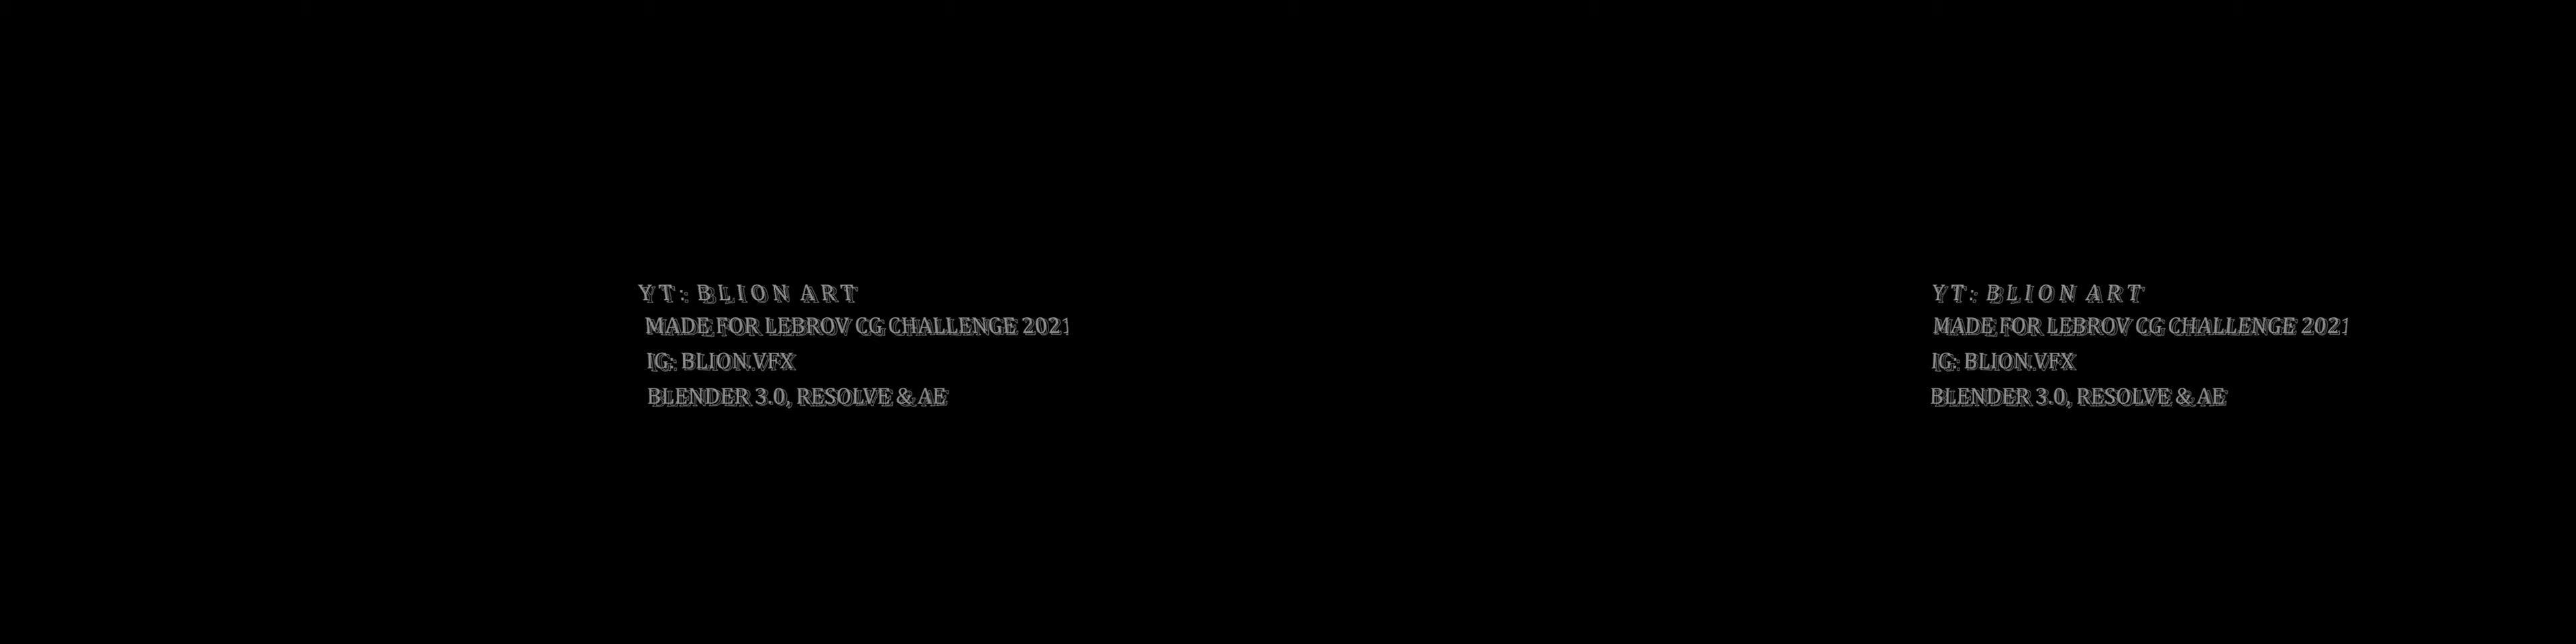 YT: BLION ART
MADE FOR LEBROV CG CHALLENGE 2021
IG: BLION.VFX
BLENDER 3.0, RESOLVE & AE
YT: BLION ART
MADE FOR LEBROV CG CHALLENGE 2021
IG: BLION.VFX
BLENDER 3.0, RESOLVE & AE